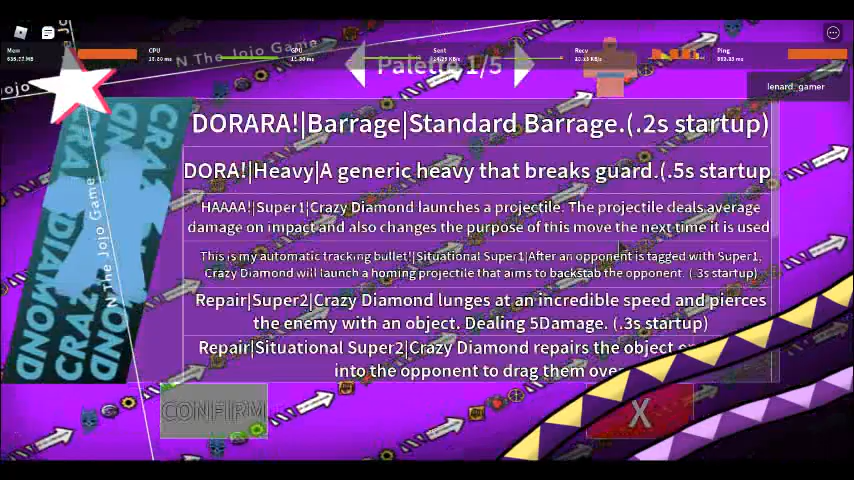 Mem
CPU
GPU
Sent
Recv
Ping
N The Jojo Game
Palette 1/5
lenard_gamer
DORARA!|Barrage|Standard Barrage.(.2s startup)
DORA!|Heavy|A generic heavy that breaks guard.(.5s startup
HAAAA!|Super1|Crazy Diamond launches a projectile. The projectile deals average
damage on impact and also changes the purpose of this move the next time it is used
This is my automatic tracking bullet!|Situational Super1|After an opponent is tagged with Super1,
Crazy Diamond will launch a homing projectile that aims to backstab the opponent. (.3s startup)
Repair|Super2|Crazy Diamond lunges at an incredible speed and pierces
the enemy with an object. Dealing 5Damage. (.3s startup)
Repair|Situational Super2|Crazy Diamond repairs the object
into the opponent to drag them over
CRAZY
DIAMOND
N The Jojo Game
CONFIRM
X